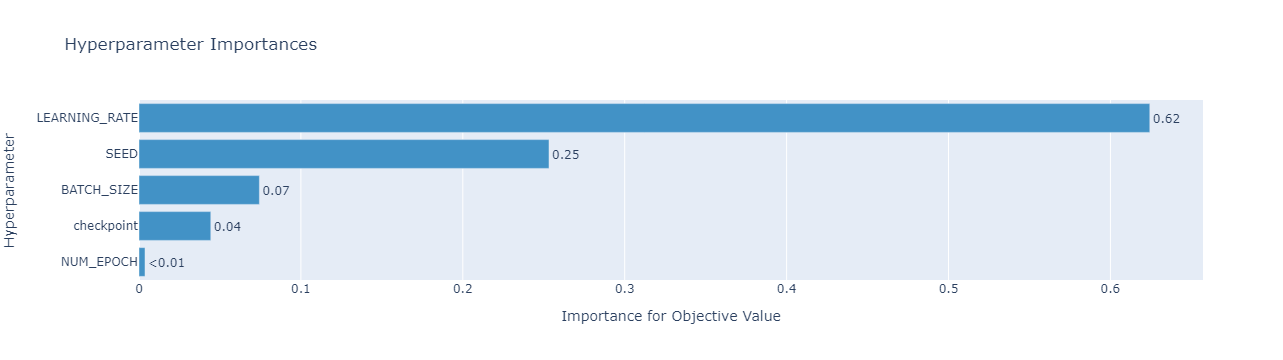 Hyperparameter Importances
Hyperparameter
LEARNING_RATE 0.62
SEED 0.25
BATCH_SIZE 0.07
checkpoint 0.04
NUM_EPOCH <0.01
0 0.1 0.2 0.3 0.4 0.5 0.6
Importance for Objective Value